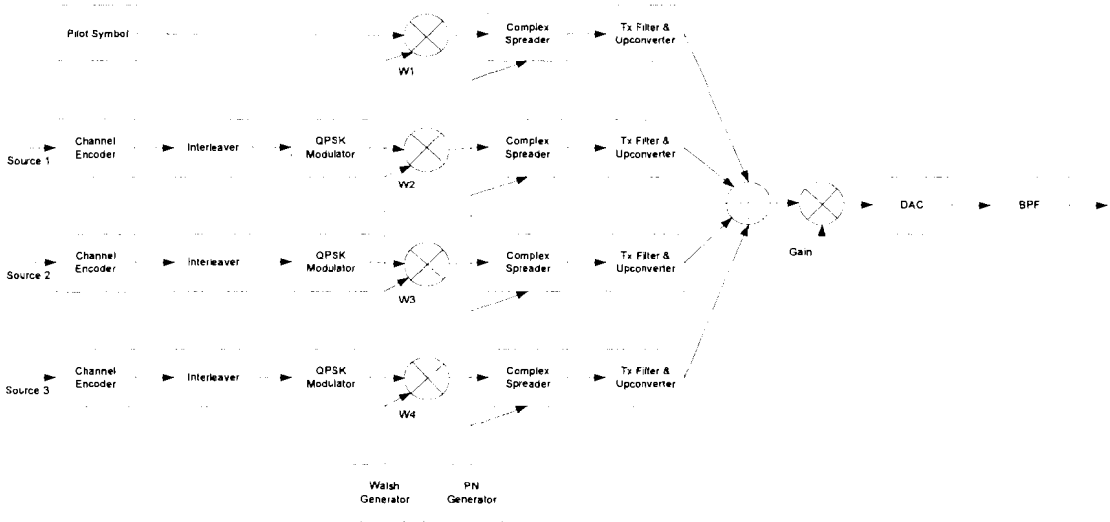 Pilot Symbol
Complex
Spreader
Tx Filter &
Upconverter
W1
Source 1
Channel
Encoder
Interleaver
QPSK
Modulator
W2
Complex
Spreader
Tx Filter &
Upconverter
DAC
BPF
Gain
Source 2
Channel
Encoder
Interleaver
QPSK
Modulator
W3
Complex
Spreader
Tx Filter &
Upconverter
Source 3
Channel
Encoder
Interleaver
QPSK
Modulator
W4
Complex
Spreader
Tx Filter &
Upconverter
Walsh
Generator
PN
Generator